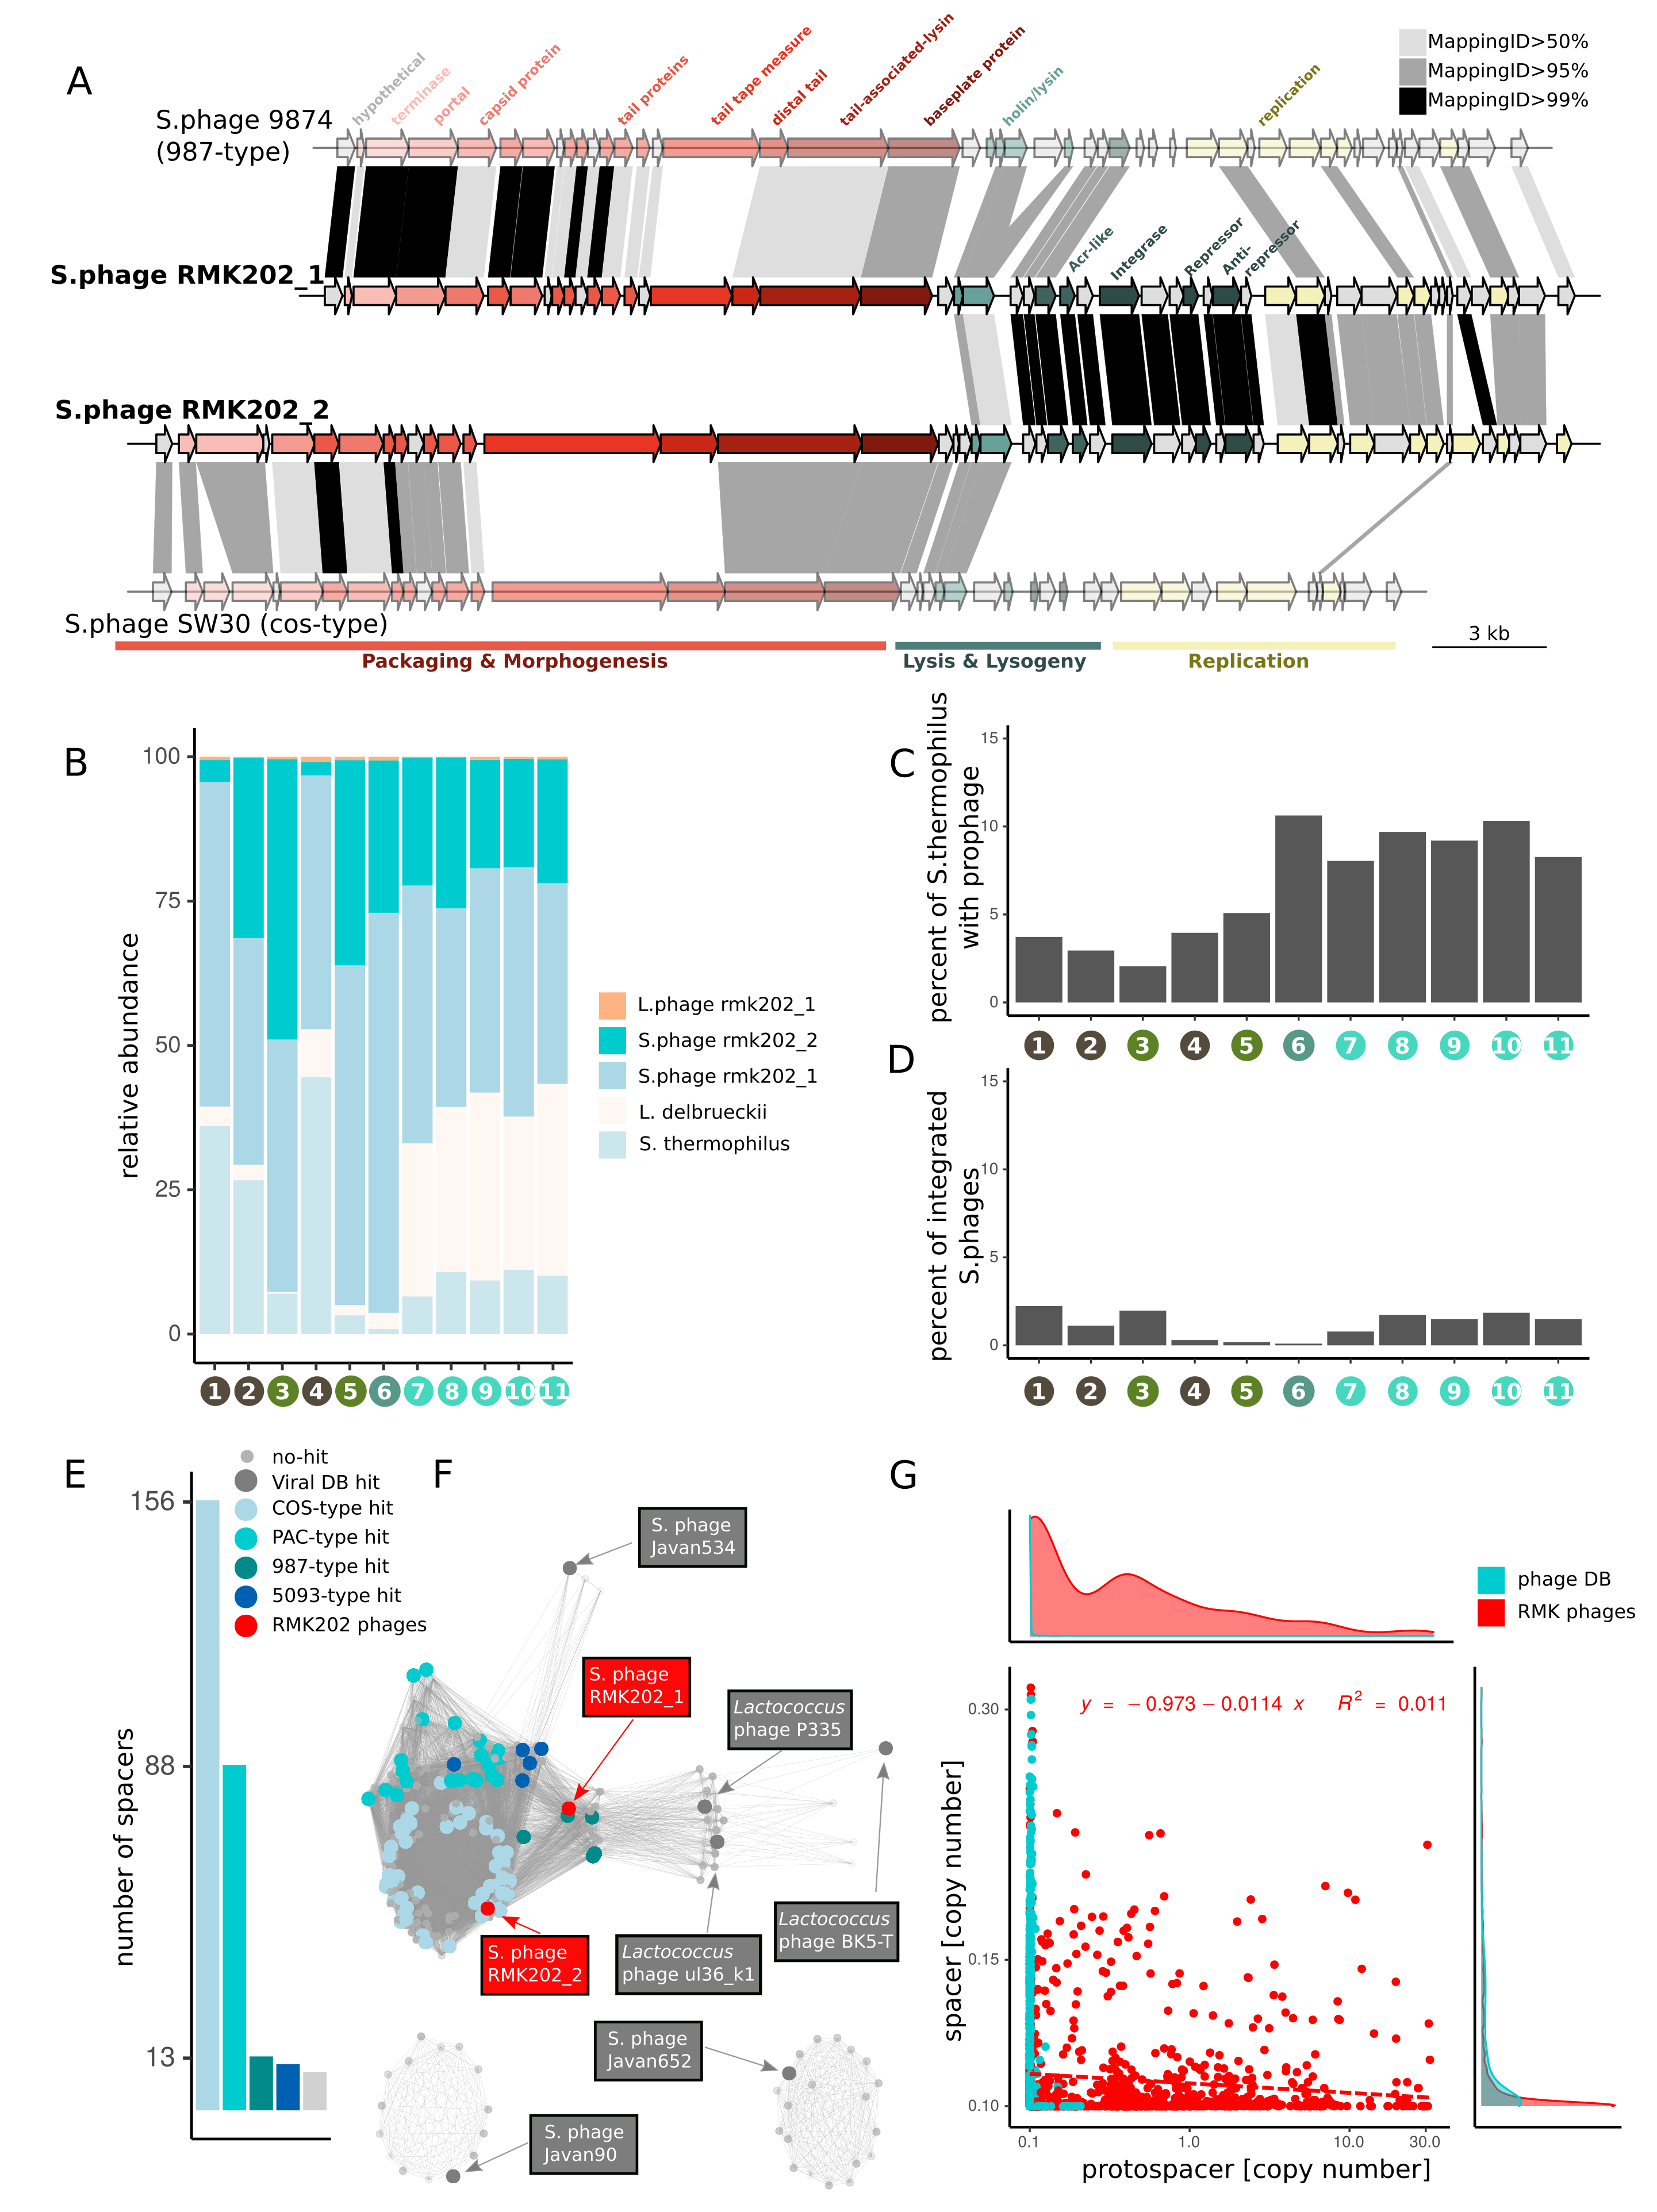 A
hypothetical
terminase
portal
capsid protein
tail proteins
tail tape measure
distal tail
tail-associated-lysin
baseplate protein
holin/lysin
replication
MappingID>50%
MappingID>95%
MappingID>99%
S.phage 9874
(987-type)
S.phage RMK202_1
Acr-like
Integrase
Repressor
Anti-
repressor
S.phage RMK202_2
S.phage SW30 (cos-type)
3 kb
Packaging & Morphogenesis
Lysis & Lysogeny
Replication
B
relative abundance
100
75
50
25
0
1 2 3 4 5 6 7 8 9 10 11
L.phage rmk202_1
S.phage rmk202_2
S.phage rmk202_1
L. delbrueckii
S. thermophilus
C
percent of S.thermophilus
with prophage
15
10
5
0
1 2 3 4 5 6 7 8 9 10 11
D
percent of integrated
S.phages
15
10
5
0
1 2 3 4 5 6 7 8 9 10 11
E
number of spacers
156
88
13
no-hit
Viral DB hit
COS-type hit
PAC-type hit
987-type hit
5093-type hit
RMK202 phages
F
S. phage
Javan534
S. phage
RMK202_1
Lactococcus
phage P335
Lactococcus
phage BK5-T
S. phage
RMK202_2
Lactococcus
phage ul36_k1
S. phage
Javan652
S. phage
Javan90
G
phage DB
RMK phages
y = −0.973 − 0.0114 x R² = 0.011
spacer [copy number]
0.30
0.15
0.10
0.1 1.0 10.0 30.0
protospacer [copy number]